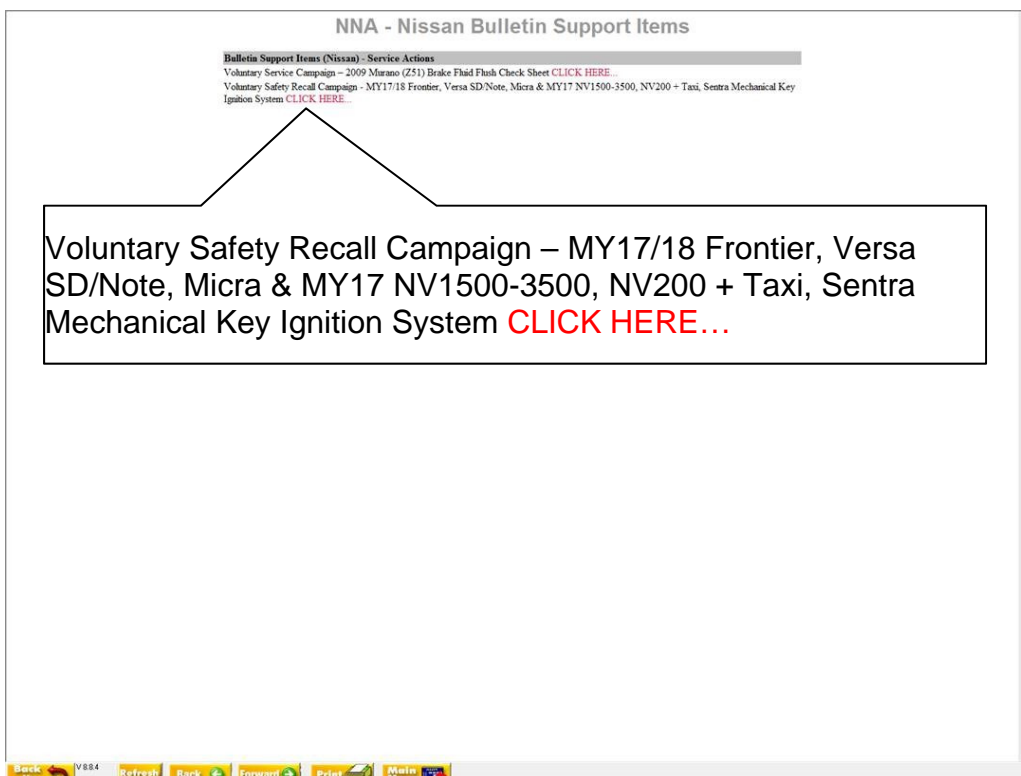 NNA - Nissan Bulletin Support Items
Bulletin Support Items (Nissan) - Service Actions
Voluntary Service Campaign – 2009 Murano (Z51) Brake Fluid Flush Check Sheet CLICK HERE...
Voluntary Safety Recall Campaign - MY17/18 Frontier, Versa SD/Note, Micra & MY17 NV1500-3500, NV200 + Taxi, Sentra Mechanical Key
Ignition System CLICK HERE...
Voluntary Safety Recall Campaign – MY17/18 Frontier, Versa
SD/Note, Micra & MY17 NV1500-3500, NV200 + Taxi, Sentra
Mechanical Key Ignition System CLICK HERE…
Back V 8.8.4 Refresh Back Forward Print Main